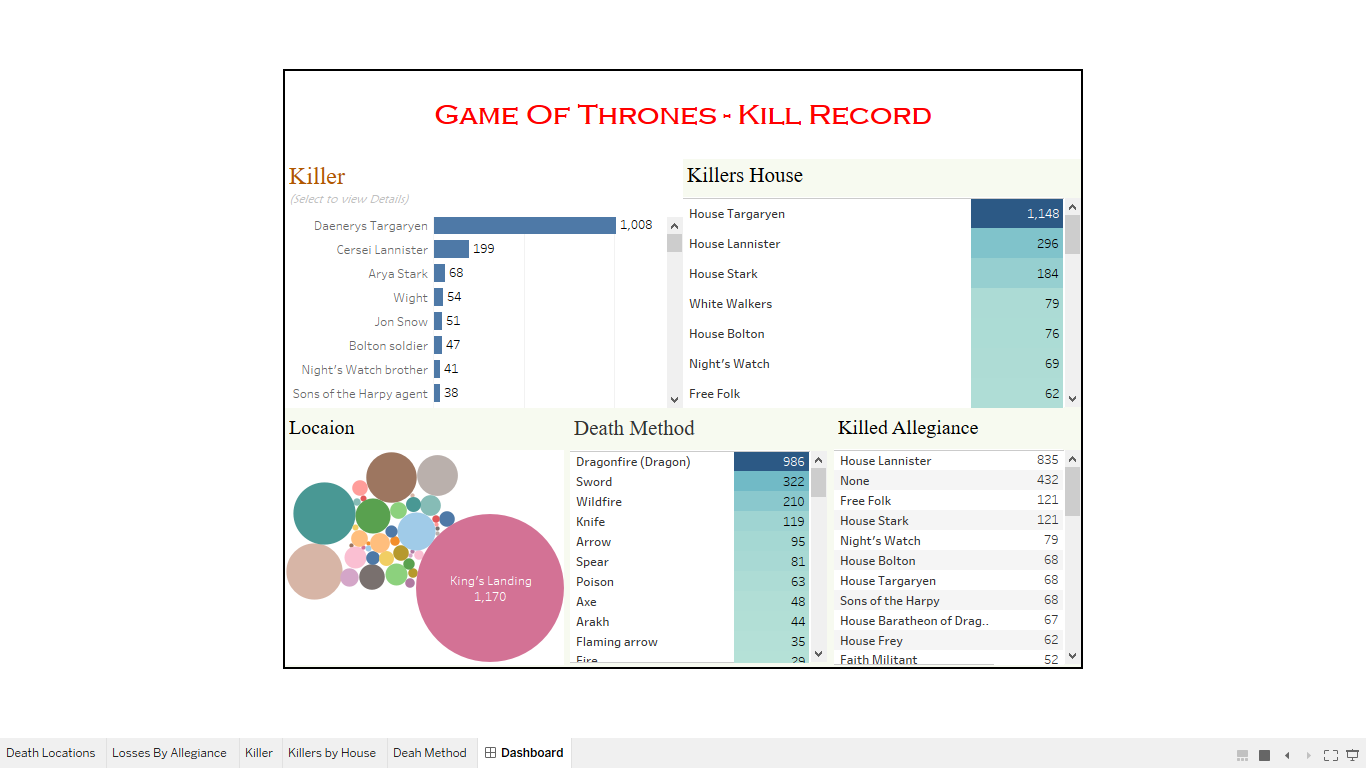 Game Of Thrones - Kill Record
Killer
(Select to view Details)
Daenerys Targaryen 1,008
Cersei Lannister 199
Arya Stark 68
Wight 54
Jon Snow 51
Bolton soldier 47
Night's Watch brother 41
Sons of the Harpy agent 38
Killers House
House Targaryen 1,148
House Lannister 296
House Stark 184
White Walkers 79
House Bolton 76
Night's Watch 69
Free Folk 62
Locaion
King's Landing
1,170
Death Method
Dragonfire (Dragon) 986
Sword 322
Wildfire 210
Knife 119
Arrow 95
Spear 81
Poison 63
Axe 48
Arakh 44
Flaming arrow 35
Fire 29
Killed Allegiance
House Lannister 835
None 432
Free Folk 121
House Stark 121
Night's Watch 79
House Bolton 68
House Targaryen 68
Sons of the Harpy 68
House Baratheon of Drag.. 67
House Frey 62
Faith Militant 52
Death Locations Losses By Allegiance Killer Killers by House Deah Method Dashboard